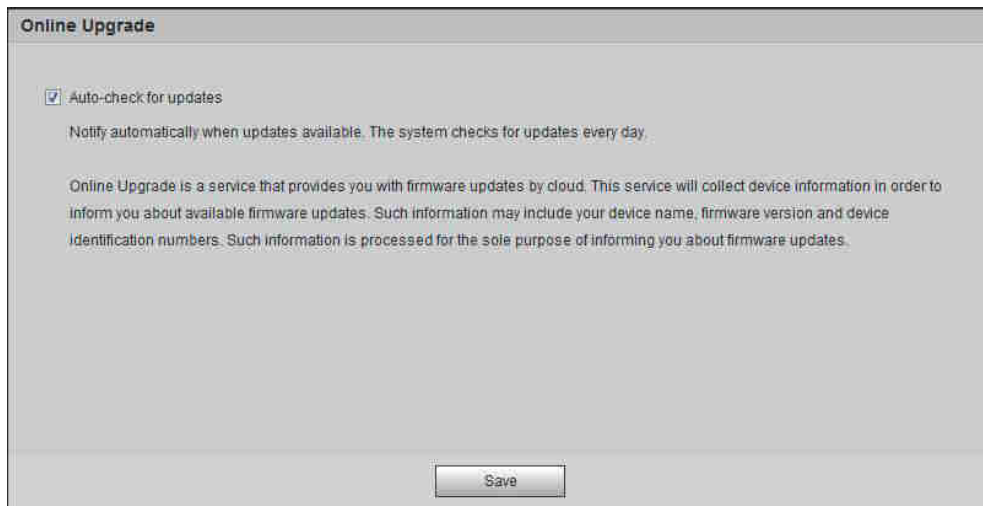 Online Upgrade
Auto-check for updates
Notify automatically when updates available. The system checks for updates every day.
Online Upgrade is a service that provides you with firmware updates by cloud. This service will collect device information in order to
inform you about available firmware updates. Such information may include your device name, firmware version and device
identification numbers. Such information is processed for the sole purpose of informing you about firmware updates.
Save